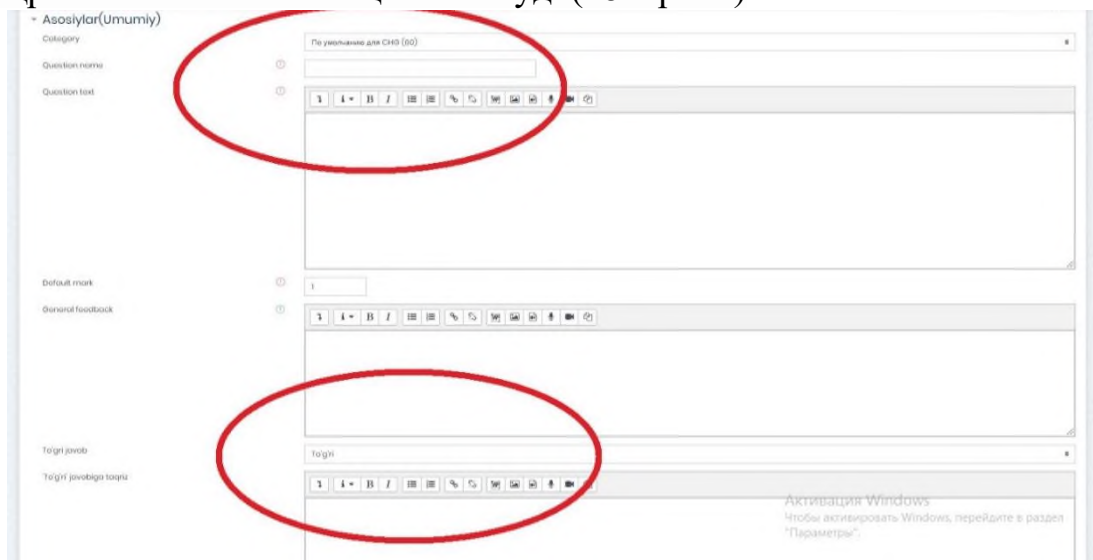 Asosiylar(Umumiy)
Category
По умолчанию для СНЭ (60)
Question name
Question text
Default mark
1
General feedback
To'g'ri javob
To'g'ri
'To'g'ri' javobiga
Активация Windows
Чтобы активировать Windows, перейдите в раздел
"Параметры".